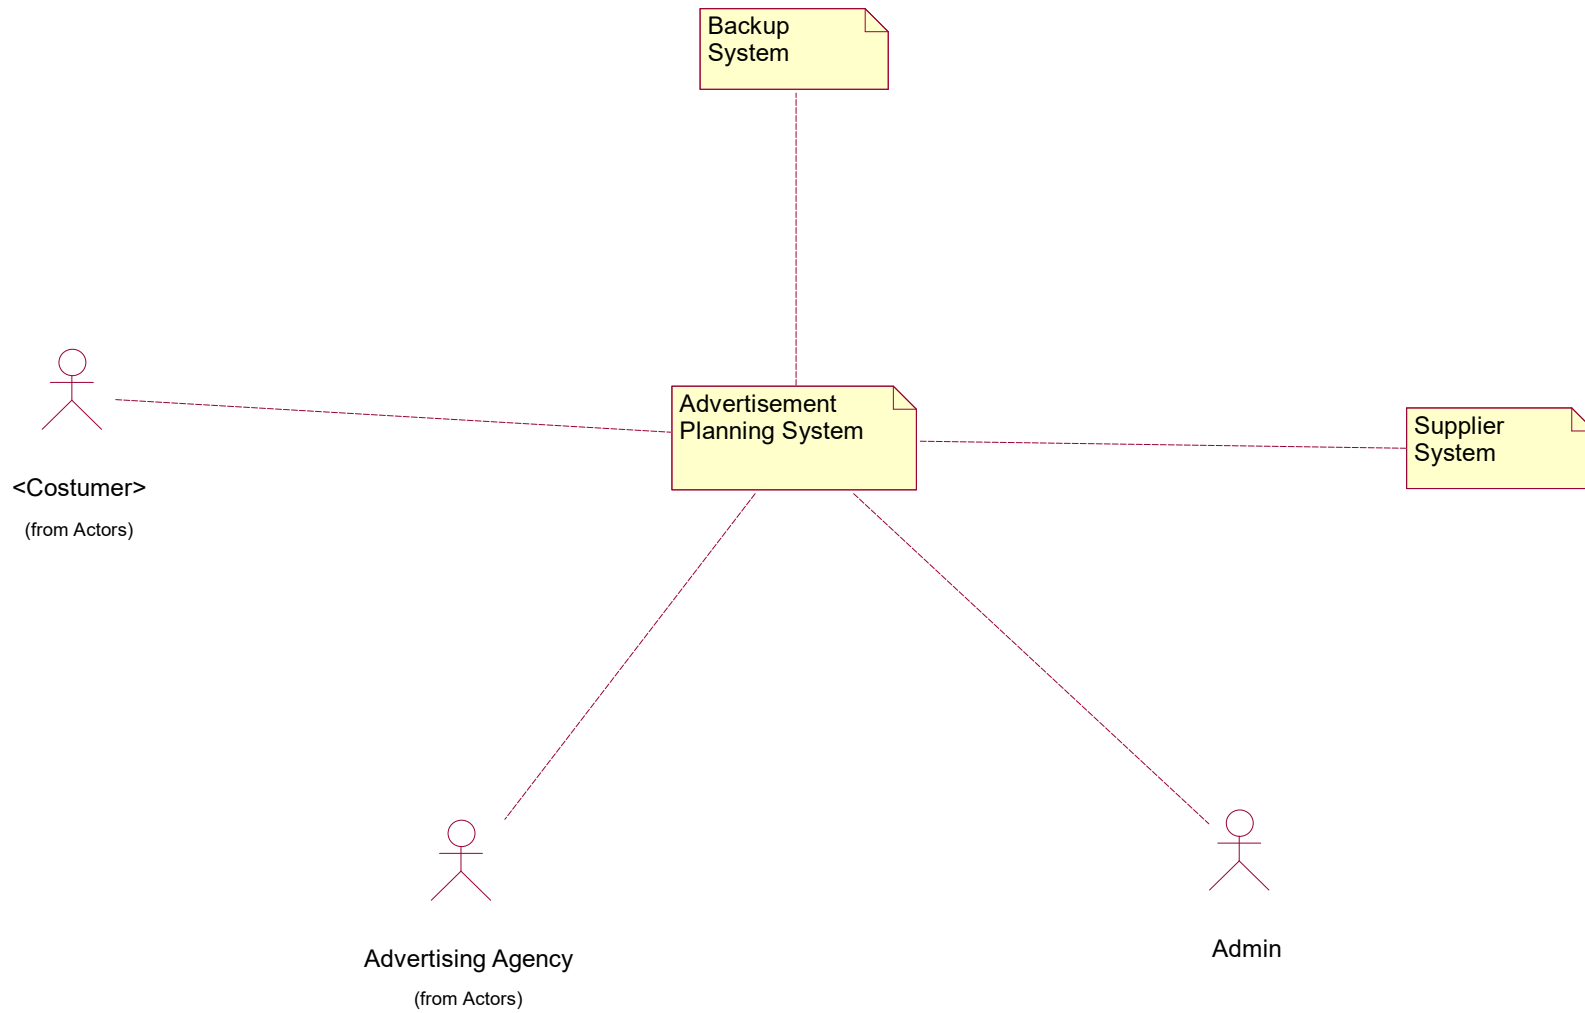 Backup
System
Advertisement
Planning System
Supplier
System
<Costumer>
(from Actors)
Advertising Agency
(from Actors)
Admin